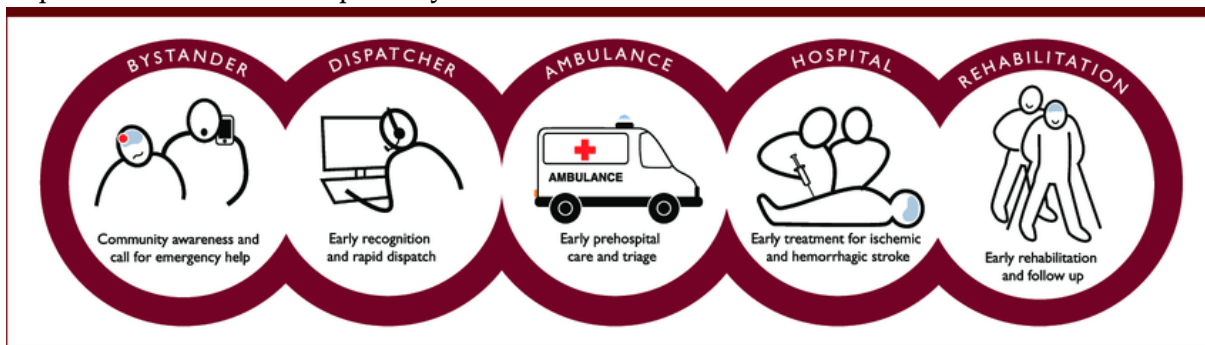 BYSTANDER
Community awareness and
call for emergency help
DISPATCHER
Early recognition
and rapid dispatch
AMBULANCE
AMBULANCE
Early prehospital
care and triage
HOSPITAL
Early treatment for ischemic
and hemorrhagic stroke
REHABILITATION
Early rehabilitation
and follow up